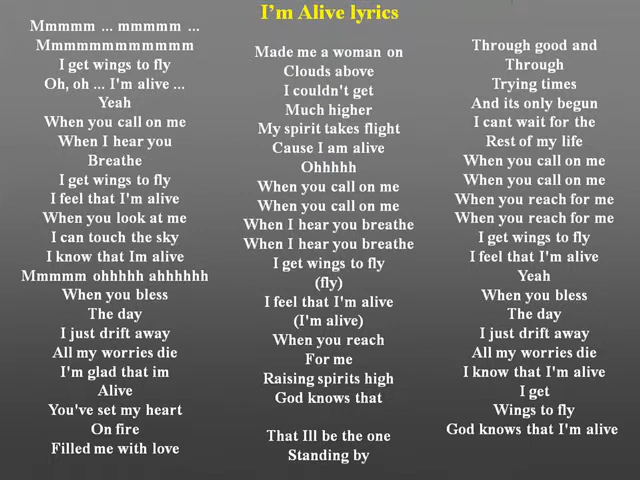 I'm Alive lyrics
Mmmmm ... mmmmm ...
Mmmmmmmmmmmm
I get wings to fly
Oh, oh ... I'm alive ...
Yeah
When you call on me
When I hear you
Breathe
I get wings to fly
I feel that I'm alive
When you look at me
I can touch the sky
I know that Im alive
Mmmmm ohhhhh ahhhhhh
When you bless
The day
I just drift away
All my worries die
I'm glad that im
Alive
You've set my heart
On fire
Filled me with love
Made me a woman on
Clouds above
I couldn't get
Much higher
My spirit takes flight
Cause I am alive
Ohhhhh
When you call on me
When you call on me
When I hear you breathe
When I hear you breathe
I get wings to fly
(fly)
I feel that I'm alive
(I'm alive)
When you reach
For me
Raising spirits high
God knows that
That Ill be the one
Standing by
Through good and
Through
Trying times
And its only begun
I cant wait for the
Rest of my life
When you call on me
When you call on me
When you reach for me
When you reach for me
I get wings to fly
I feel that I'm alive
Yeah
When you bless
The day
I just drift away
All my worries die
I know that I'm alive
I get
Wings to fly
God knows that I'm alive